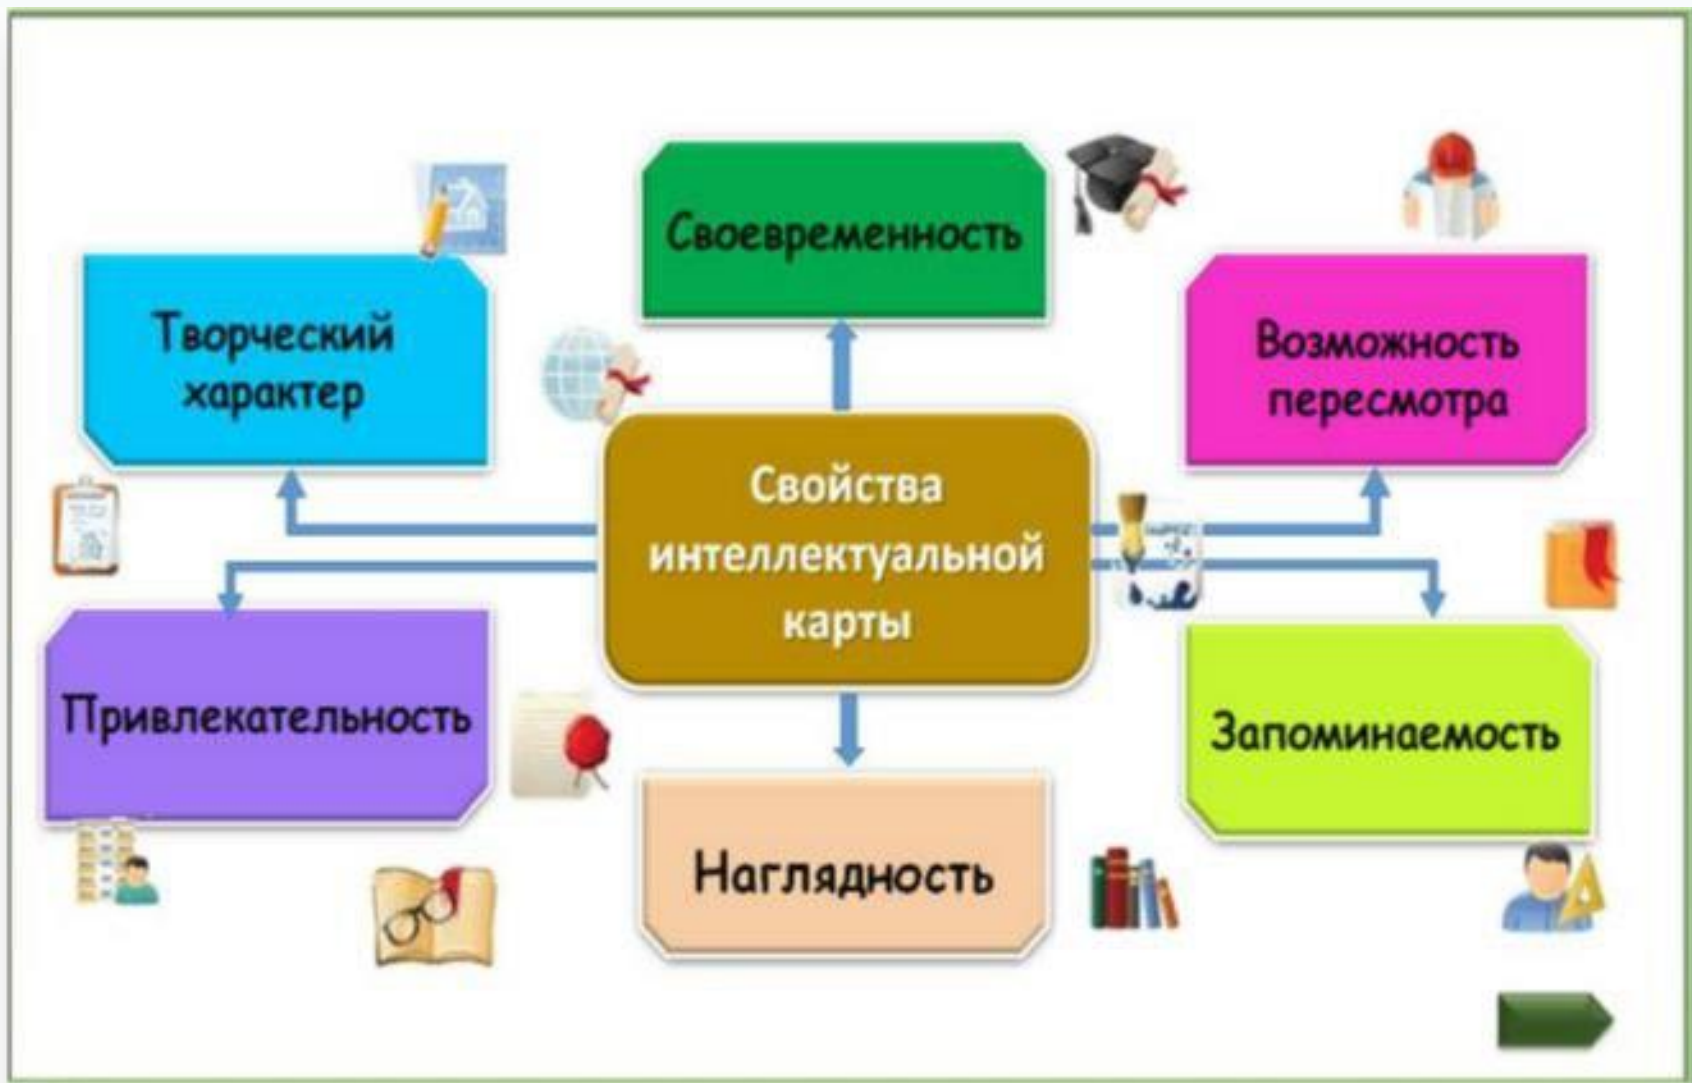 Своевременность
Творческий
характер
Возможность
пересмотра
Свойства
интеллектуальной
карты
Привлекательность
Запоминаемость
Наглядность